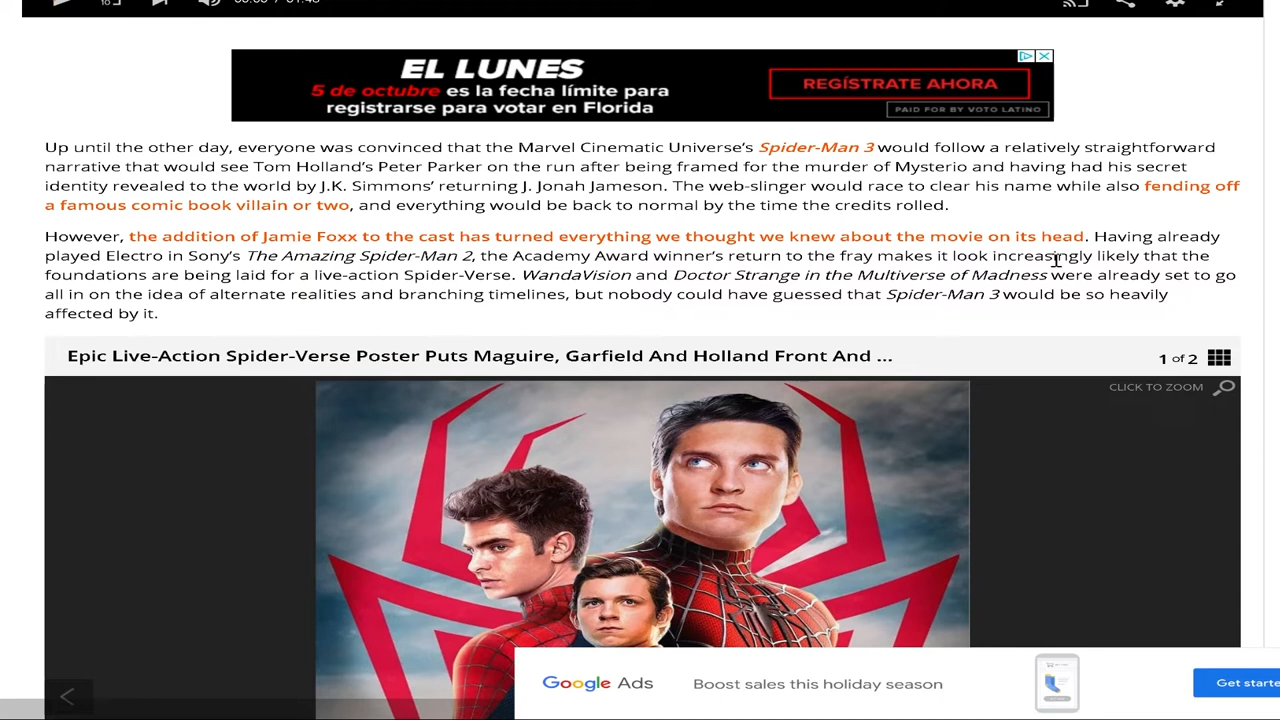 EL LUNES
5 de octubre es la fecha límite para
registrarse para votar en Florida
REGÍSTRATE AHORA
PAID FOR BY VOTO LATINO
Up until the other day, everyone was convinced that the Marvel Cinematic Universe's Spider-Man 3 would follow a relatively straightforward
narrative that would see Tom Holland's Peter Parker on the run after being framed for the murder of Mysterio and having had his secret
identity revealed to the world by J.K. Simmons' returning J. Jonah Jameson. The web-slinger would race to clear his name while also fending off
a famous comic book villain or two, and everything would be back to normal by the time the credits rolled.
However, the addition of Jamie Foxx to the cast has turned everything we thought we knew about the movie on its head. Having already
played Electro in Sony's The Amazing Spider-Man 2, the Academy Award winner's return to the fray makes it look increasingly likely that the
foundations are being laid for a live-action Spider-Verse. WandaVision and Doctor Strange in the Multiverse of Madness were already set to go
all in on the idea of alternate realities and branching timelines, but nobody could have guessed that Spider-Man 3 would be so heavily
affected by it.
Epic Live-Action Spider-Verse Poster Puts Maguire, Garfield And Holland Front And ...
1 of 2
CLICK TO ZOOM
Google Ads
Boost sales this holiday season
Get starte